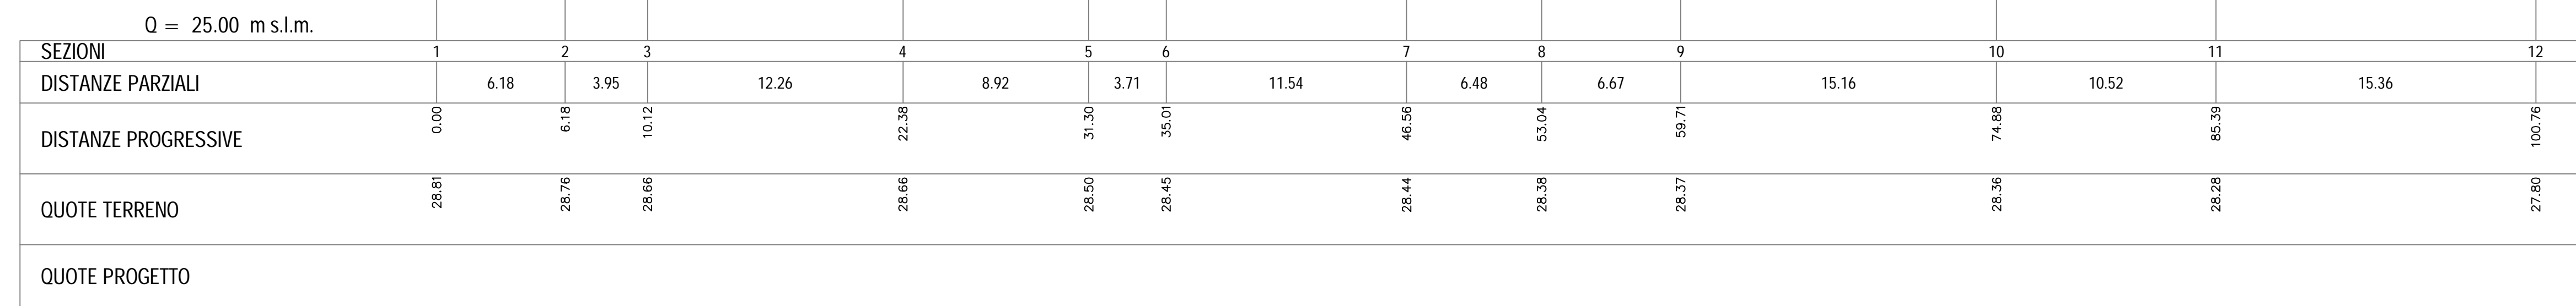 Q = 25.00 m s.l.m.
SEZIONI 1 2 3 4 5 6 7 8 9 10 11 12
DISTANZE PARZIALI 6.18 3.95 12.26 8.92 3.71 11.54 6.48 6.67 15.16 10.52 15.36
DISTANZE PROGRESSIVE 0.00 6.18 10.12 22.38 31.30 35.01 46.56 53.04 59.71 74.88 85.39 100.76
QUOTE TERRENO 28.81 28.76 28.66 28.66 28.50 28.45 28.44 28.38 28.37 28.36 28.28 27.80
QUOTE PROGETTO